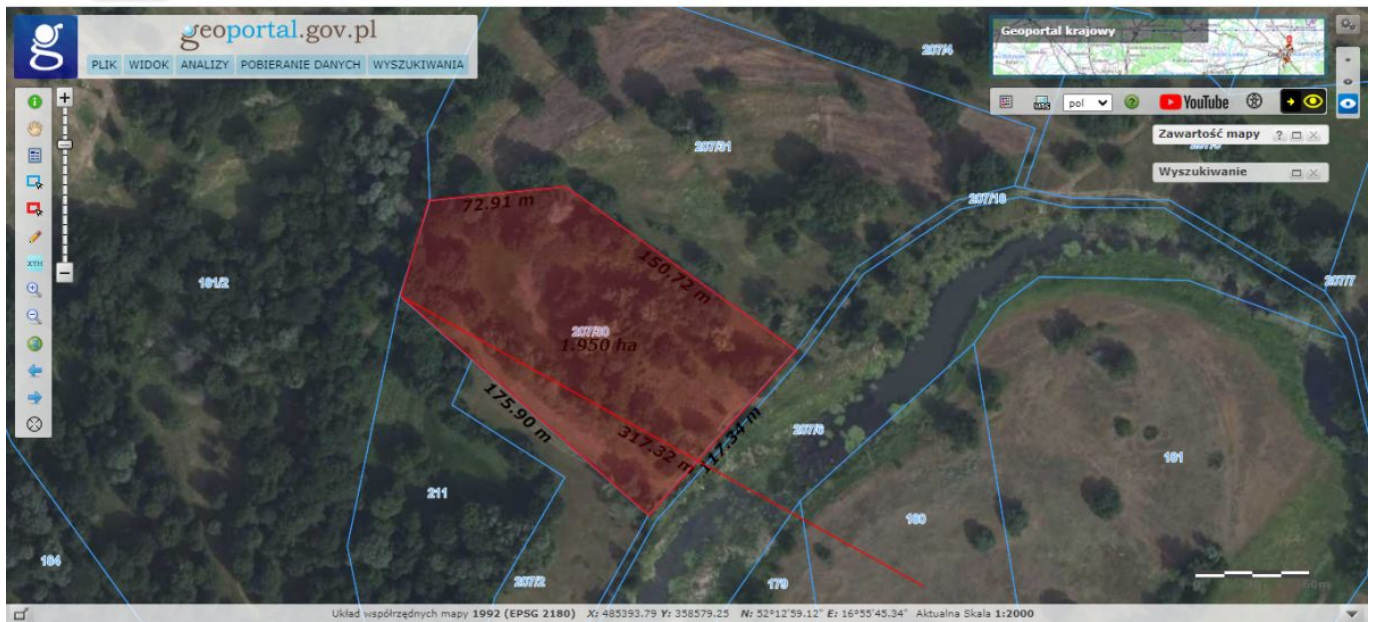 geoportal.gov.pl
PLIK WIDOK ANALIZY POBIERANIE DANYCH WYSZUKIWANIA
Geoportal krajowy
pol
YouTube
Zawartość mapy
Wyszukiwanie
XYH
207/4
207/31
207/18
207/7
72.91 m
150.72 m
181/2
207/30
1.950 ha
175.90 m
317.32 m
117.34 m
207/6
181
211
180
184
207/2
179
Układ współrzędnych mapy 1992 (EPSG 2180) X: 485393.79 Y: 358579.25 N: 52°12'59.12" E: 16°55'45.34" Aktualna Skala 1:2000